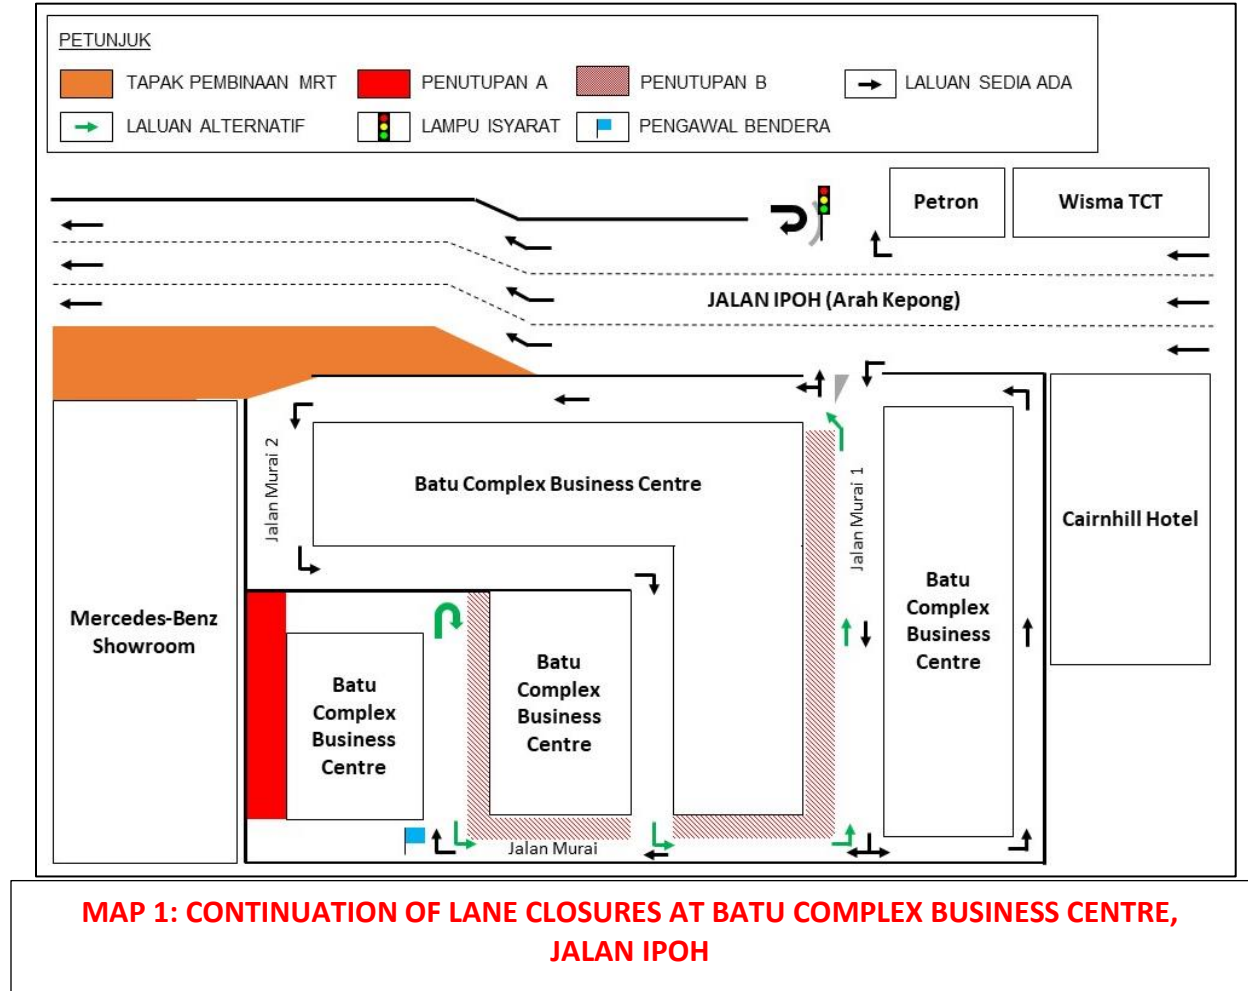 PETUNJUK
TAPAK PEMBINAAN MRT
PENUTUPAN A
PENUTUPAN B
LALUAN SEDIA ADA
LALUAN ALTERNATIF
LAMPU ISYARAT
PENGAWAL BENDERA
Petron
Wisma TCT
JALAN IPOH (Arah Kepong)
Jalan Murai 2
Batu Complex Business Centre
Jalan Murai 1
Cairnhill Hotel
Mercedes-Benz
Showroom
Batu
Complex
Business
Centre
Batu
Complex
Business
Centre
Batu
Complex
Business
Centre
Jalan Murai
MAP 1: CONTINUATION OF LANE CLOSURES AT BATU COMPLEX BUSINESS CENTRE,
JALAN IPOH